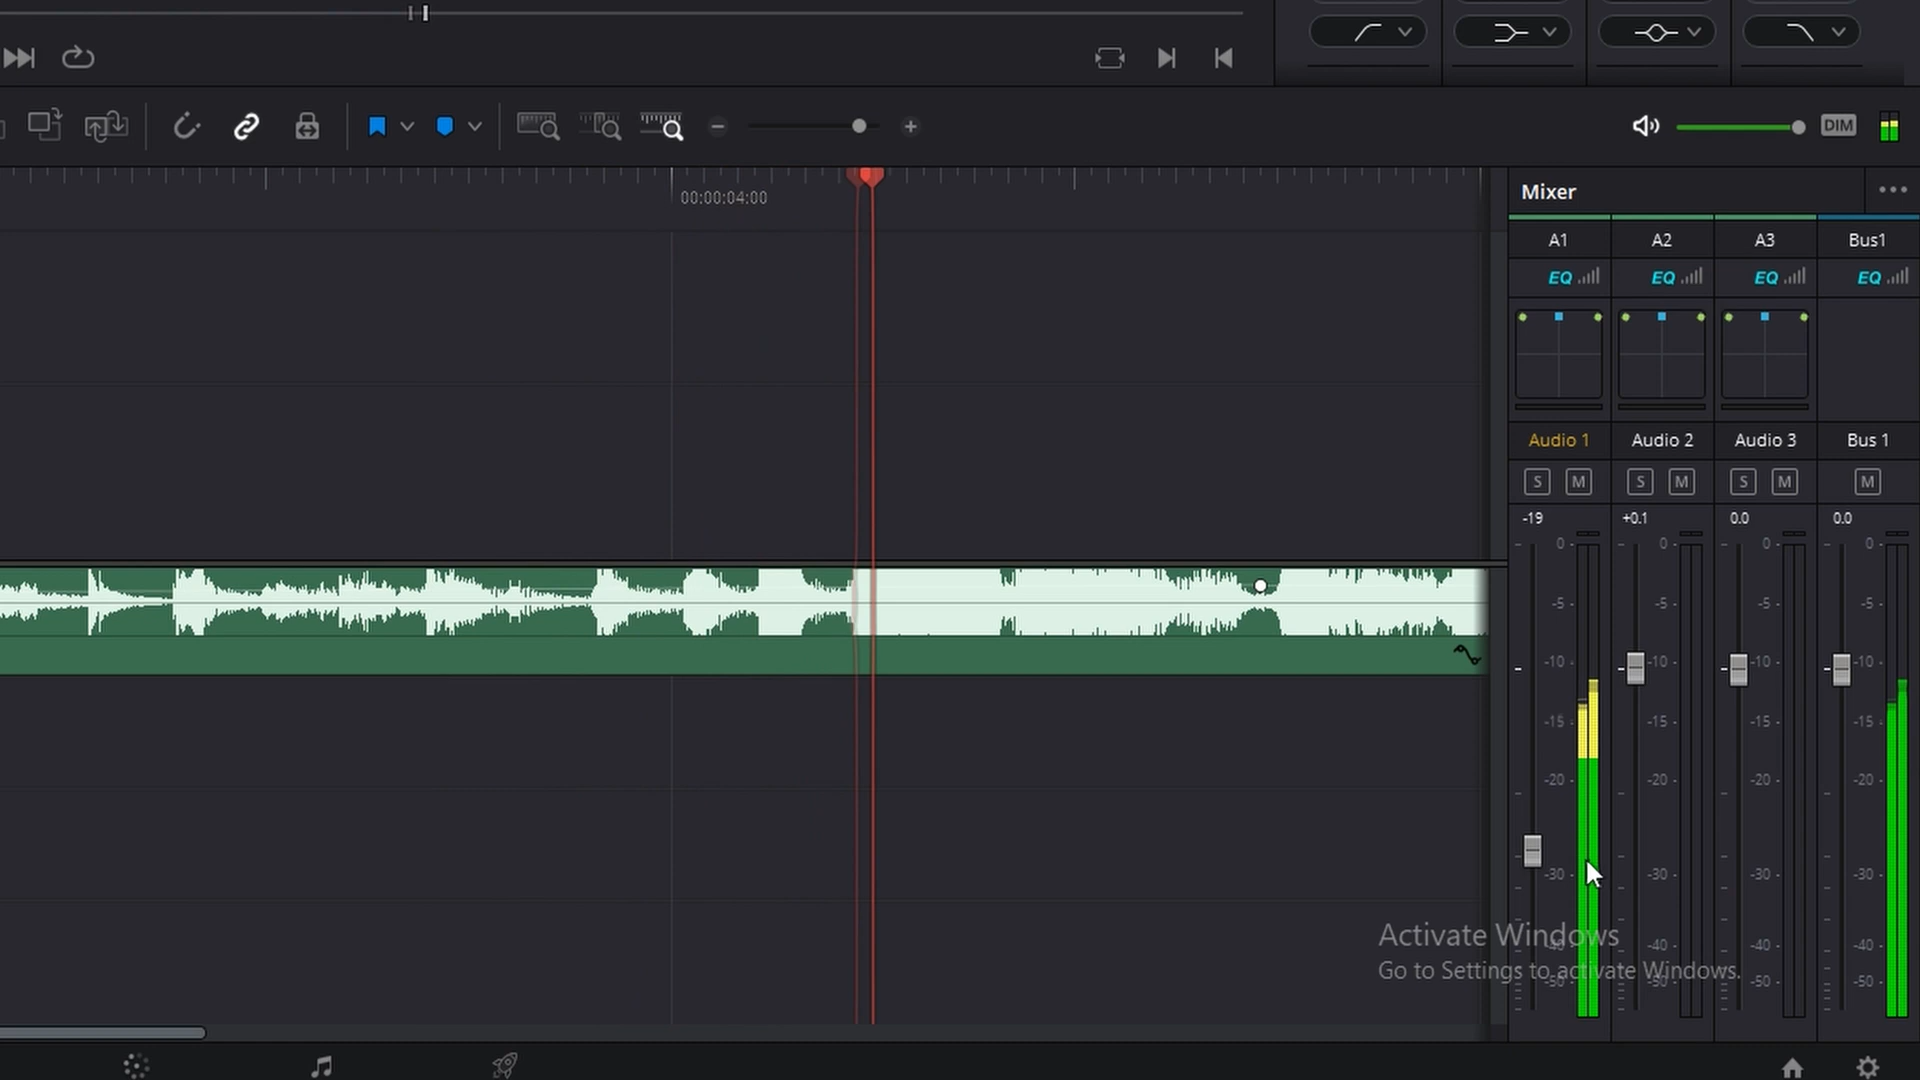 DIM
00:00:04:00
Mixer
A1 A2 A3 Bus1
EQ EQ EQ EQ
Audio 1 Audio 2 Audio 3 Bus 1
S M S M S M M
-19 +0.1 0.0 0.0
0 0 0 0
-5 -5 -5 -5
-10 -10 -10 -10
-15 -15 -15 -15
-20 -20 -20 -20
-30 -30 -30 -30
Activate Windows
-40 -40 -40 -40
Go to Settings to activate Windows.
-50 -50 -50 -50